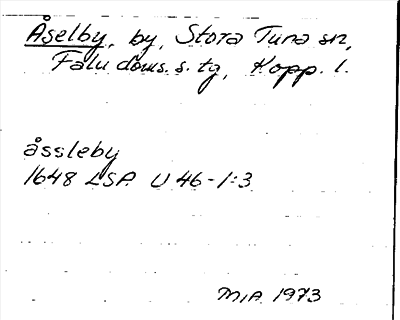 Åselby, by, Stora Tuna sn,
Falu doms. s. tg, Kopp. l.
åssleby
1648 LSA U 46-1:3
MIA 1973